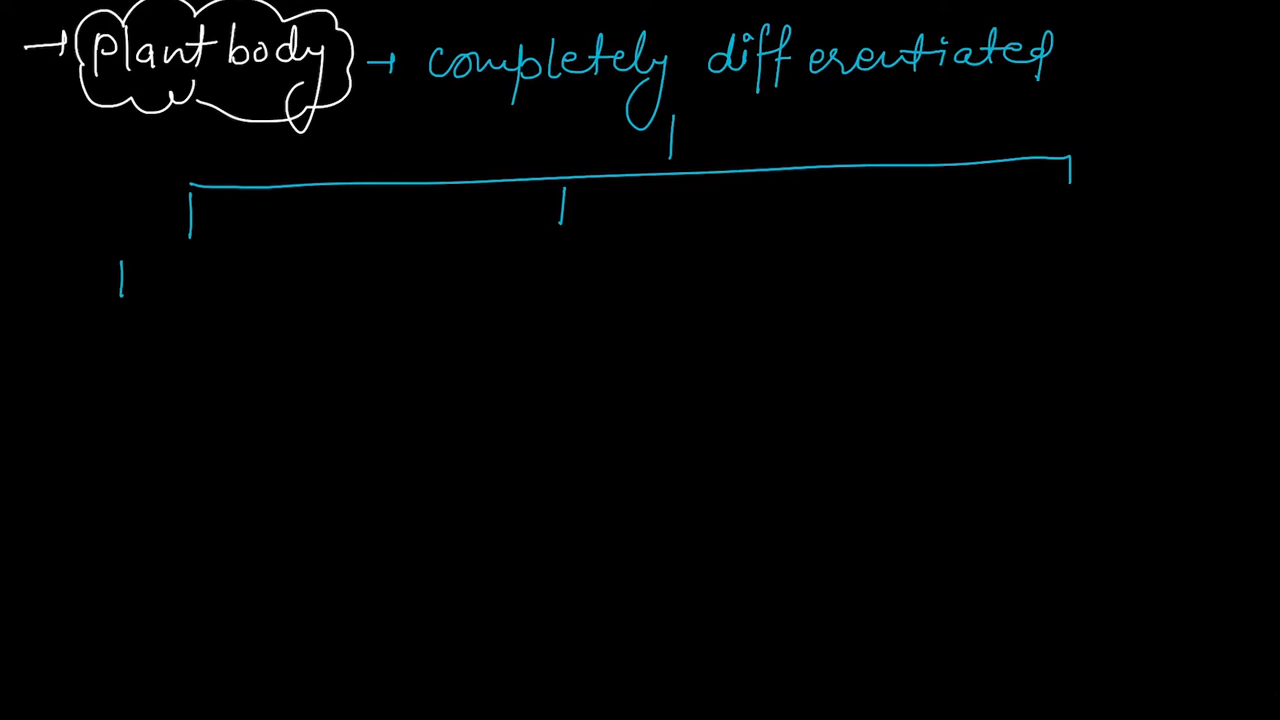 → plant body → completely differentiated